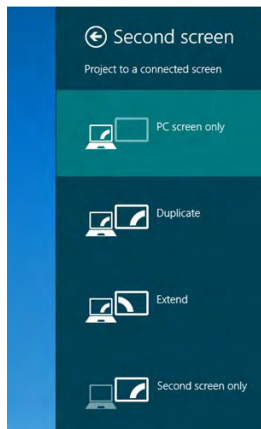 Second screen
Project to a connected screen
PC screen only
Duplicate
Extend
Second screen only